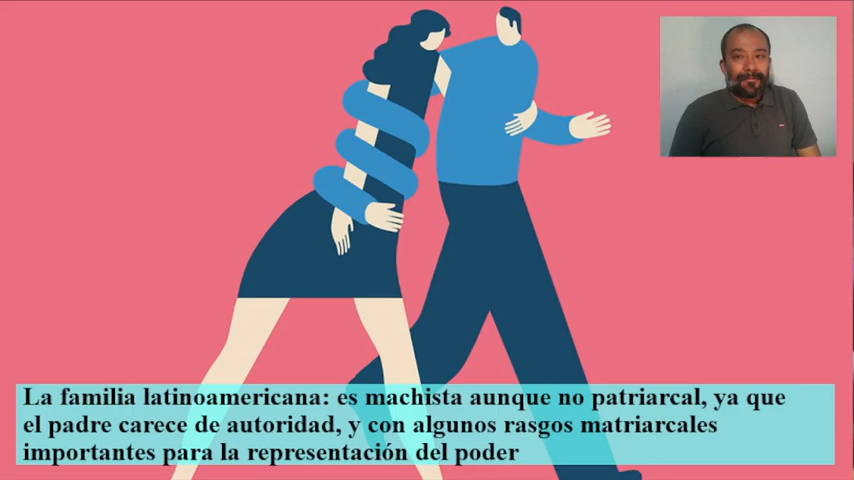 La familia latinoamericana: es machista aunque no patriarcal, ya que
el padre carece de autoridad, y con algunos rasgos matriarcales
importantes para la representación del poder